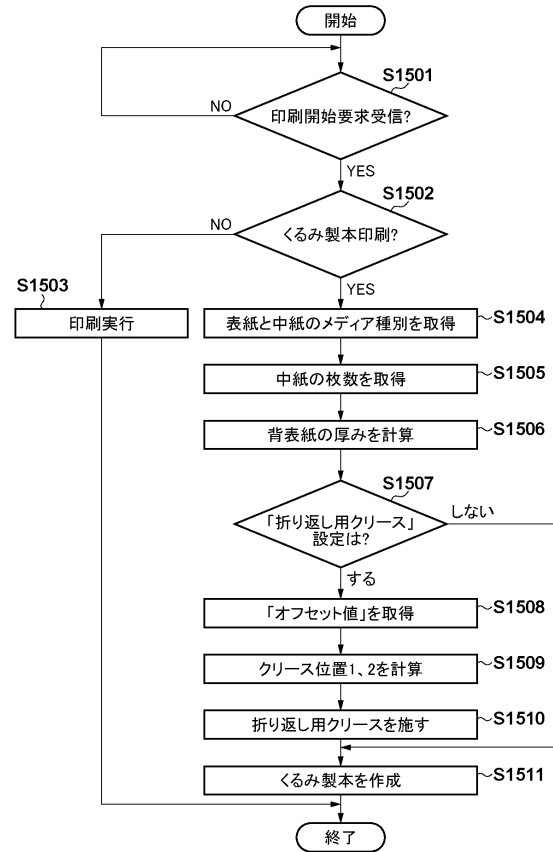 開始
S1501
印刷開始要求受信?
NO
YES
S1502
くるみ製本印刷?
NO
YES
S1503
印刷実行
表紙と中紙のメディア種別を取得
S1504
中紙の枚数を取得
S1505
背表紙の厚みを計算
S1506
S1507
「折り返し用クリース」
設定は?
しない
する
「オフセット値」を取得
S1508
クリース位置1、2を計算
S1509
折り返し用クリースを施す
S1510
くるみ製本を作成
S1511
終了